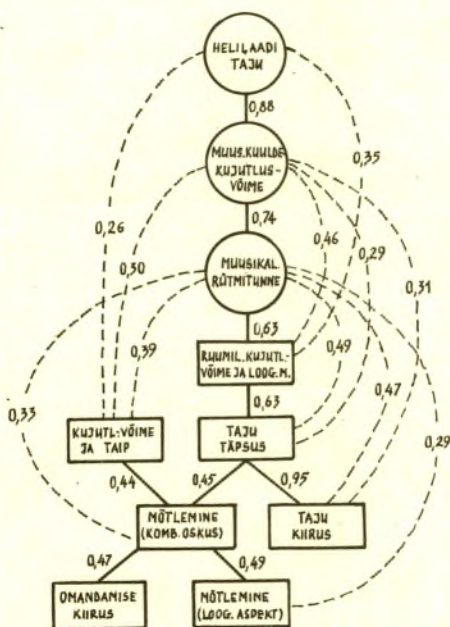 HELILAADI
TAJU
0,88
MUUS. KUULDE-
KUJUTLUS-
VÕIME
0,35
0,74
0,26
0,30
0,46
0,29
0,31
MUUSIKAL.
RÜTMITUNNE
0,63
0,39
0,49
0,47
RUUMIL. KUJUTL.-
VÕIME JA LOOG. M.
0,33
0,63
0,29
KUJUTL.-VÕIME
JA TAIP
TAJU
TÄPSUS
0,44
0,45
0,95
MÕTLEMINE
(KOMB. OSKUS)
TAJU
KIIRUS
0,47
0,49
OMANDAMISE
KIIRUS
MÕTLEMINE
(LOOG. ASPEKT)